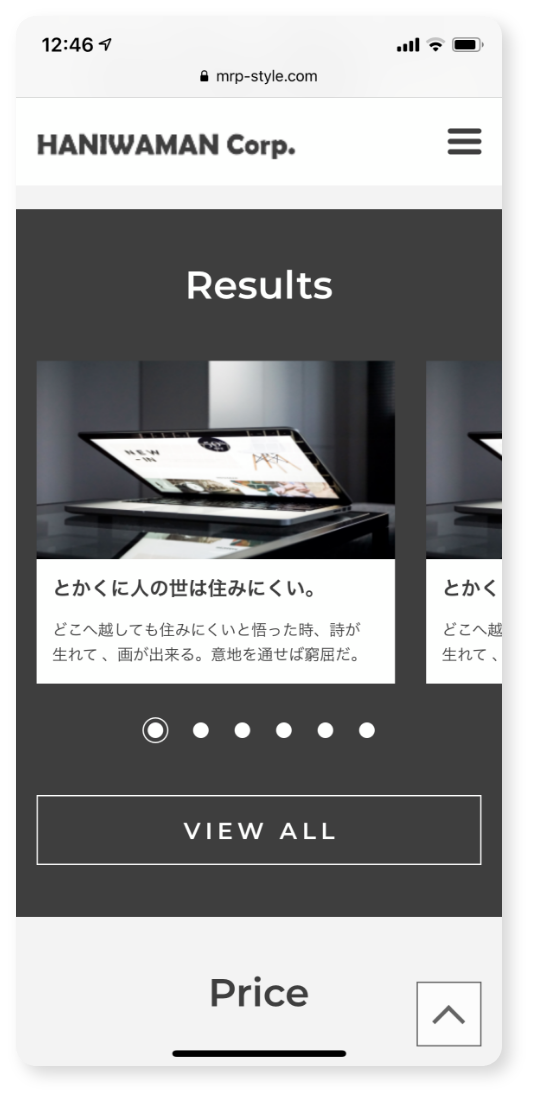 12:46
mrp-style.com
HANIWAMAN Corp.
Results
NEW
-IN
とかくに人の世は住みにくい。
どこへ越しても住みにくいと悟った時、詩が
生れて 、画が出来る。意地を通せば窮屈だ。
とかく
どこへ越
生れて 、
VIEW ALL
Price